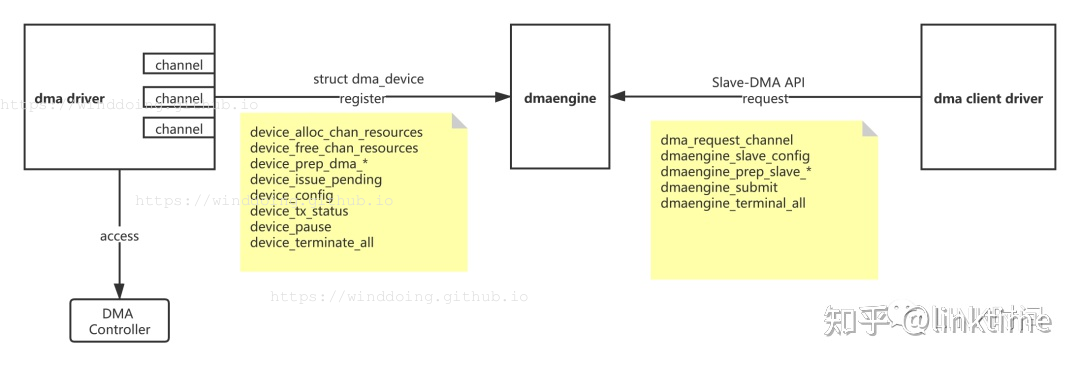 channel
dma driver
channel
channel
struct dma_device
register
dmaengine
Slave-DMA API
request
dma client driver
device_alloc_chan_resources
device_free_chan_resources
device_prep_dma_*
device_issue_pending
device_config
device_tx_status
device_pause
device_terminate_all
dma_request_channel
dmaengine_slave_config
dmaengine_prep_slave_*
dmaengine_submit
dmaengine_terminal_all
access
DMA
Controller
https://winddoing.github.io
https://winddoing.github.io
https://winddoing.github.io
知乎 @linktime